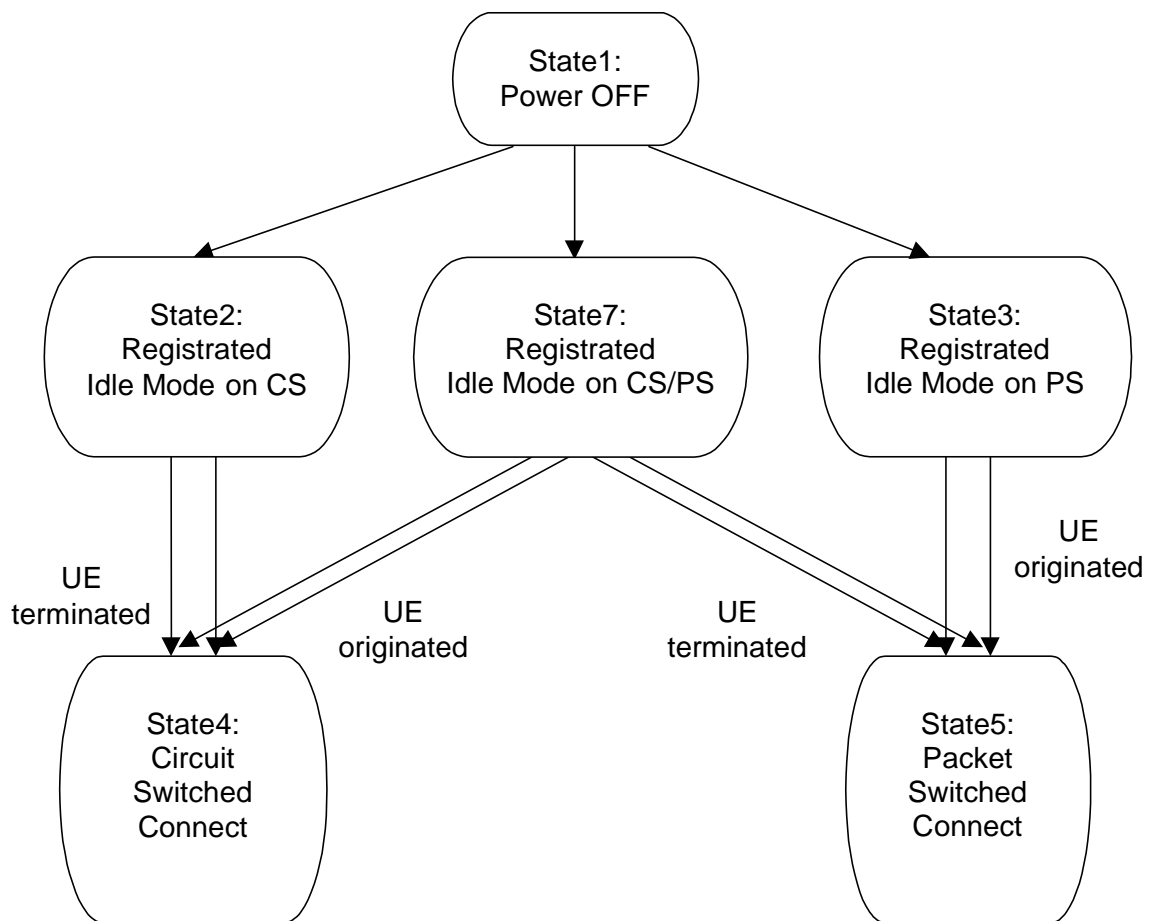 State1:
Power OFF
State2:
Registrated
Idle Mode on CS
State7:
Registrated
Idle Mode on CS/PS
State3:
Registrated
Idle Mode on PS
UE
terminated
UE
originated
UE
terminated
UE
originated
State4:
Circuit
Switched
Connect
State5:
Packet
Switched
Connect